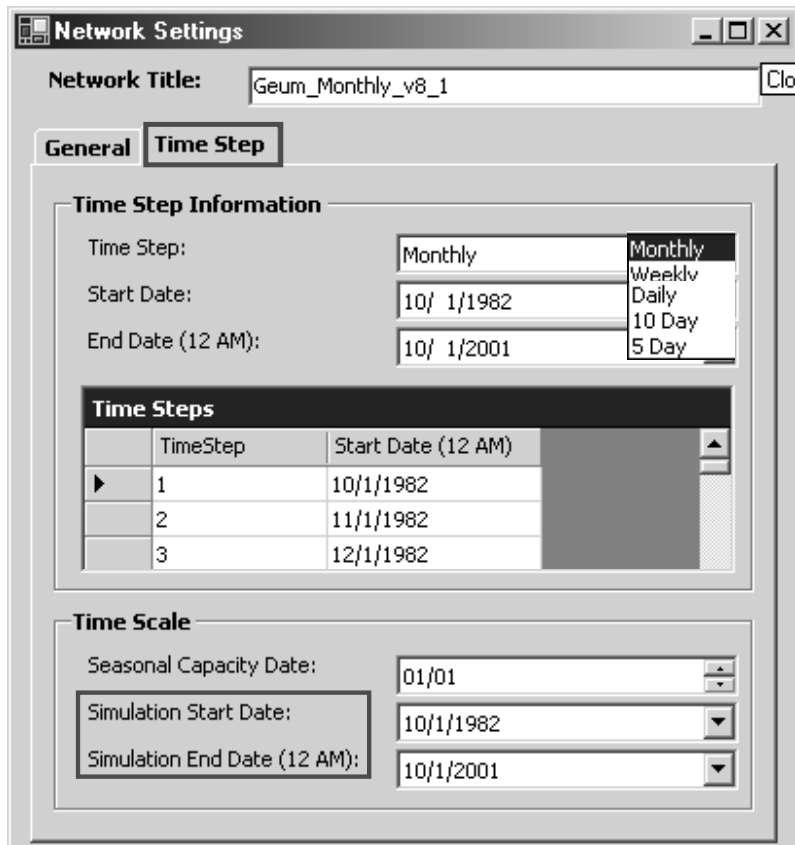 Network Settings
Network Title: Geum_Monthly_v8_1
Clo
General Time Step
Time Step Information
Time Step: Monthly
Monthly
Weekly
Daily
10 Day
5 Day
Start Date: 10/ 1/1982
End Date (12 AM): 10/ 1/2001
Time Steps
TimeStep Start Date (12 AM)
1 10/1/1982
2 11/1/1982
3 12/1/1982
Time Scale
Seasonal Capacity Date: 01/01
Simulation Start Date: 10/1/1982
Simulation End Date (12 AM): 10/1/2001